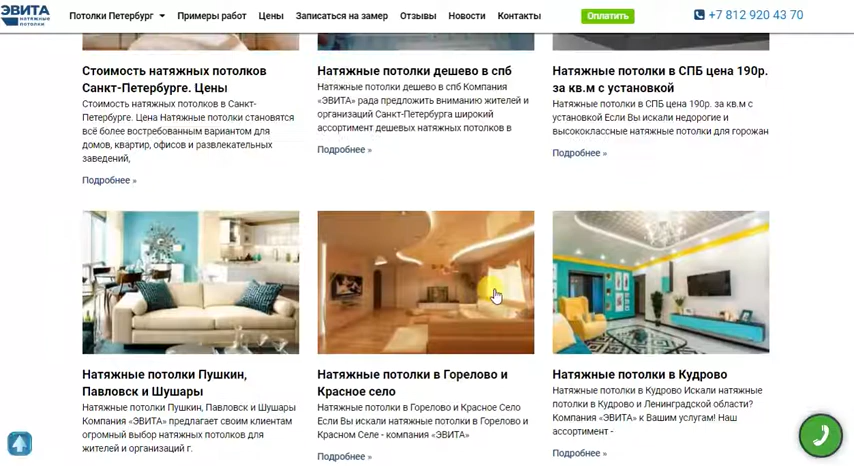 ЭВИТА
натяжные
потолки
Потолки Петербург
Примеры работ
Цены
Записаться на замер
Отзывы
Новости
Контакты
Оплатить
+7 812 920 43 70
Стоимость натяжных потолков
Санкт-Петербурге. Цены
Стоимость натяжных потолков в Санкт-
Петербурге. Цена Натяжные потолки становятся
всё более востребованным вариантом для
домов, квартир, офисов и развлекательных
заведений,
Подробнее »
Натяжные потолки дешево в спб
Натяжные потолки дешево в спб Компания
«ЭВИТА» рада предложить вниманию жителей и
организаций Санкт-Петербурга широкий
ассортимент дешевых натяжных потолков в
Подробнее »
Натяжные потолки в СПБ цена 190р.
за кв.м с установкой
Натяжные потолки в СПБ цена 190р. за кв.м с
установкой Если Вы искали недорогие и
высококлассные натяжные потолки для горожан
Подробнее »
Натяжные потолки Пушкин,
Павловск и Шушары
Натяжные потолки Пушкин, Павловск и Шушары
Компания «ЭВИТА» предлагает своим клиентам
огромный выбор натяжных потолков для
жителей и организаций г.
Натяжные потолки в Горелово и
Красное село
Натяжные потолки в Горелово и Красное Село
Если Вы искали натяжные потолки в Горелово и
Красном Селе - компания «ЭВИТА»
Подробнее »
Натяжные потолки в Кудрово
Натяжные потолки в Кудрово Искали натяжные
потолки в Кудрово и Ленинградской области?
Компания «ЭВИТА» к Вашим услугам! Наш
ассортимент -
Подробнее »